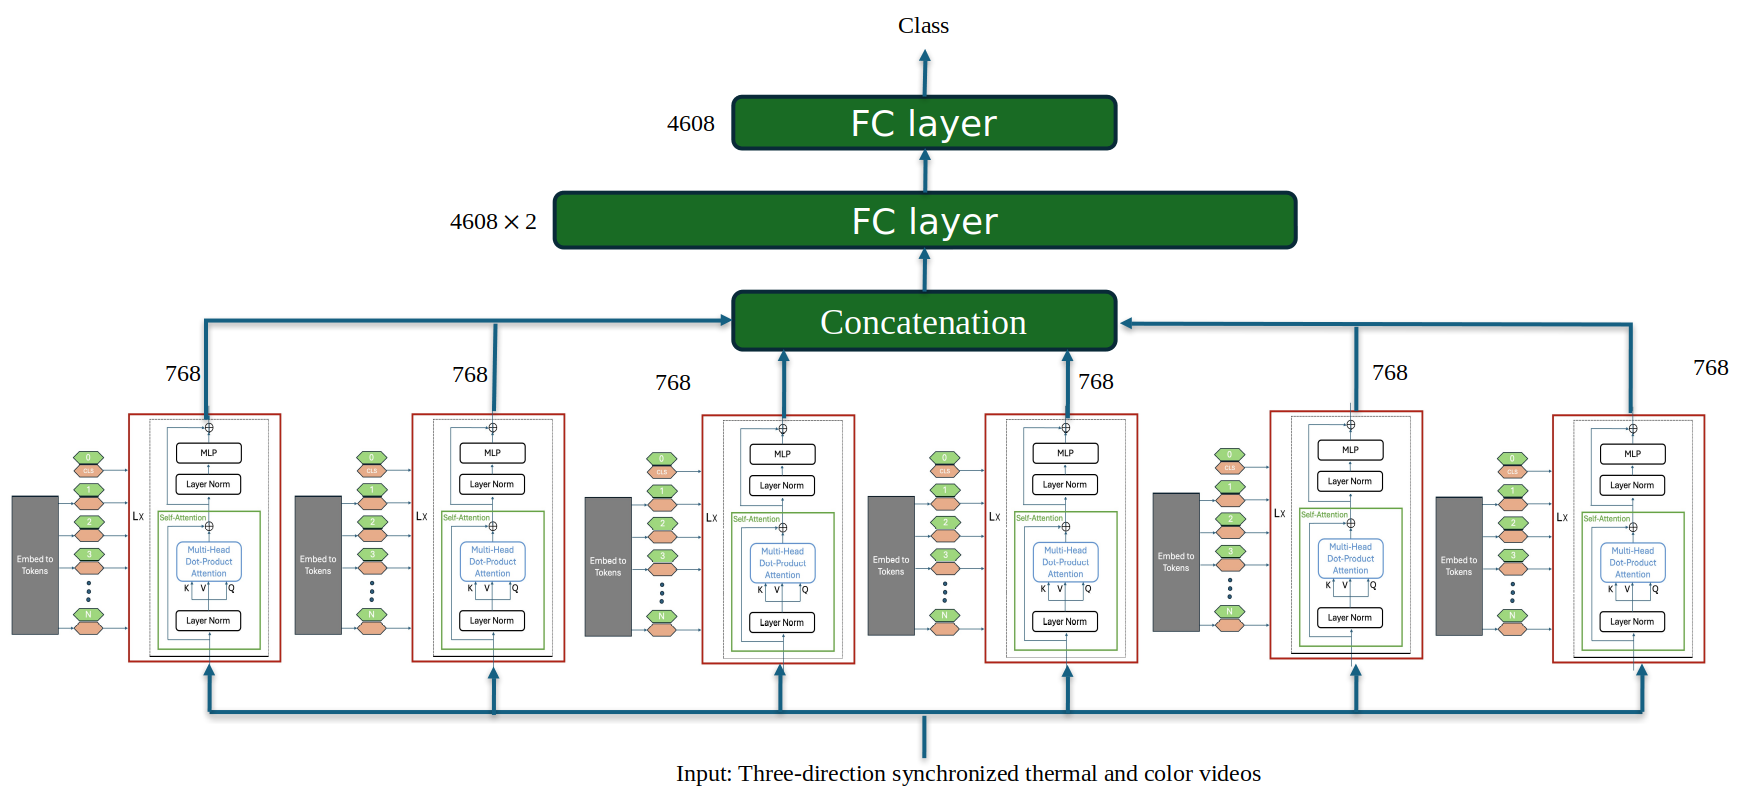 Class
4608
FC layer
4608 × 2
FC layer
Concatenation
768
768
768
768
768
768
0
CLS
1
2
3
N
Embed to
Tokens
Lx
MLP
Layer Norm
Self-Attention
Multi-Head
Dot-Product
Attention
K V Q
Layer Norm
0
CLS
1
2
3
N
Embed to
Tokens
Lx
MLP
Layer Norm
Self-Attention
Multi-Head
Dot-Product
Attention
K V Q
Layer Norm
0
CLS
1
2
3
N
Embed to
Tokens
Lx
MLP
Layer Norm
Self-Attention
Multi-Head
Dot-Product
Attention
K V Q
Layer Norm
0
CLS
1
2
3
N
Embed to
Tokens
Lx
MLP
Layer Norm
Self-Attention
Multi-Head
Dot-Product
Attention
K V Q
Layer Norm
0
CLS
1
2
3
N
Embed to
Tokens
Lx
MLP
Layer Norm
Self-Attention
Multi-Head
Dot-Product
Attention
K V Q
Layer Norm
0
CLS
1
2
3
N
Embed to
Tokens
Lx
MLP
Layer Norm
Self-Attention
Multi-Head
Dot-Product
Attention
K V Q
Layer Norm
Input: Three-direction synchronized thermal and color videos